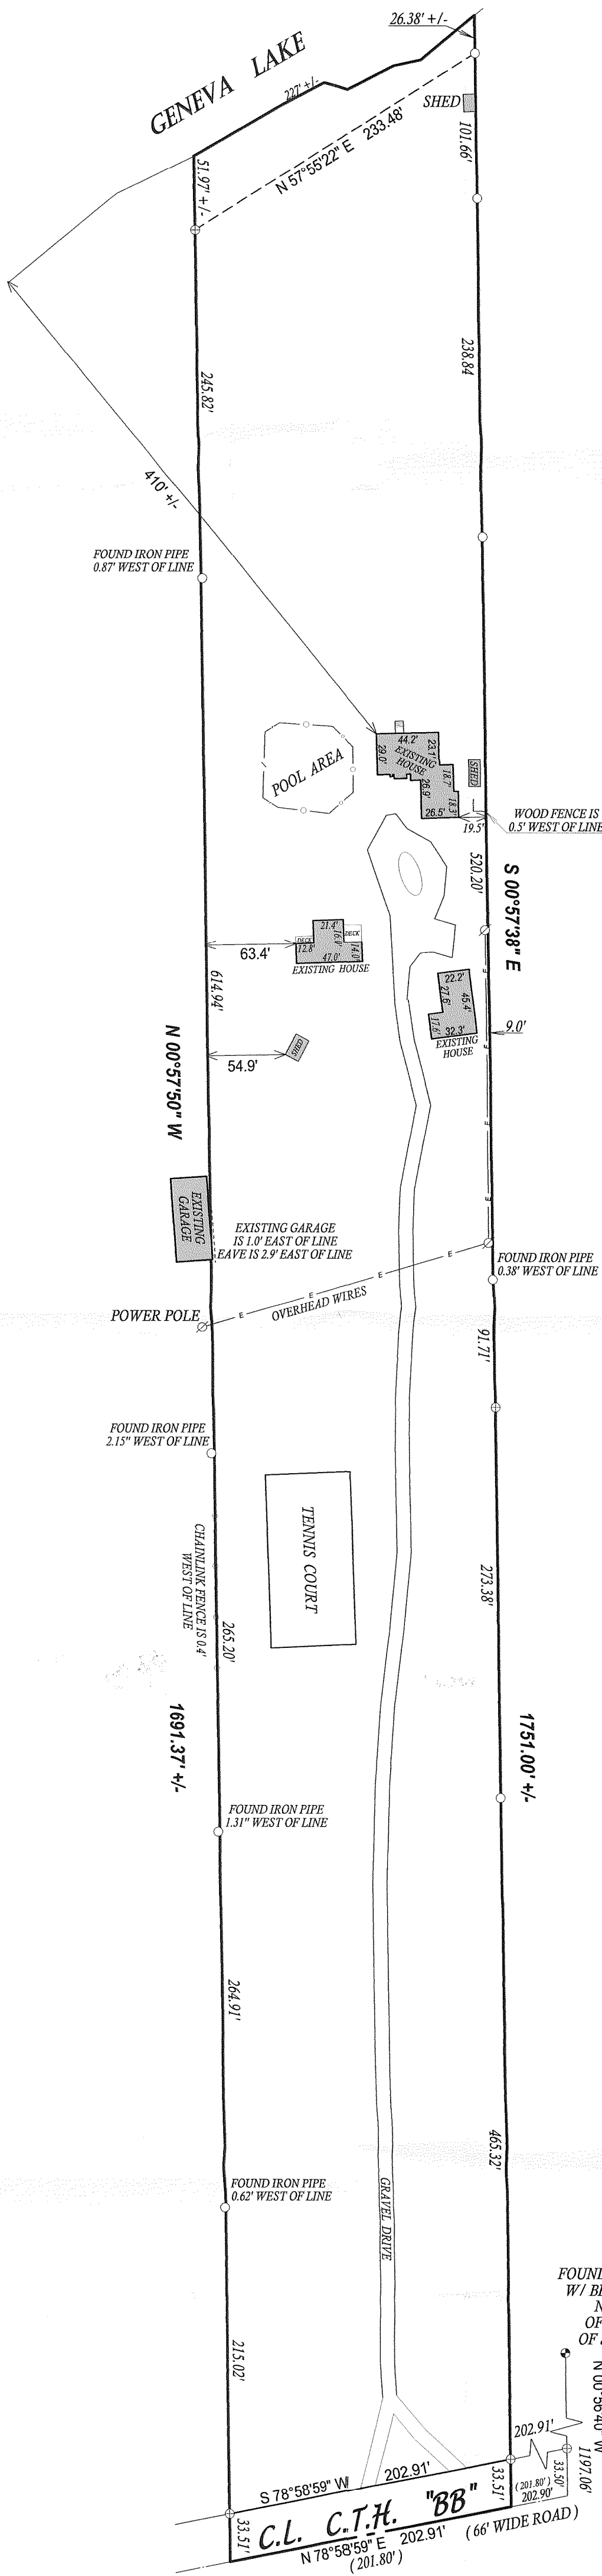 26.38' +/-
GENEVA LAKE
227' +/-
SHED
101.66'
N 57°55'22" E 233.48'
51.97' +/-
238.84
245.82'
410' +/-
FOUND IRON PIPE
0.87' WEST OF LINE
POOL AREA
44.2'
29.0'
23.1'
EXISTING
HOUSE
18.7'
26.9'
18.3'
26.5'
SHED
19.5'
WOOD FENCE IS
0.5' WEST OF LINE
520.20'
S 00°57'38" E
21.4'
DECK
16.0'
DECK
12.8'
14.0'
47.0'
EXISTING HOUSE
63.4'
614.94'
22.2'
27.6'
45.4'
17.6'
32.3'
EXISTING
HOUSE
9.0'
SHED
54.9'
N 00°57'50" W
E
E
E
EXISTING
GARAGE
EXISTING GARAGE
IS 1.0' EAST OF LINE
EAVE IS 2.9' EAST OF LINE
FOUND IRON PIPE
0.38' WEST OF LINE
POWER POLE
E E E E
OVERHEAD WIRES
91.71'
FOUND IRON PIPE
2.15" WEST OF LINE
TENNIS COURT
CHAINLINK FENCE IS 0.4'
WEST OF LINE
265.20'
273.38'
1691.37' +/-
1751.00' +/-
FOUND IRON PIPE
1.31" WEST OF LINE
264.91'
465.32'
FOUND IRON PIPE
0.62' WEST OF LINE
GRAVEL DRIVE
215.02'
FOUND
W/ 
N
OF
OF
N 00°56'40" W
1197.06'
202.91'
33.50'
(201.80')
202.90'
S 78°58'59" W
202.91'
33.51'
33.51'
C.L. C.T.H. "BB"
N 78°58'59" E 202.91'
(201.80')
(66' WIDE ROAD)